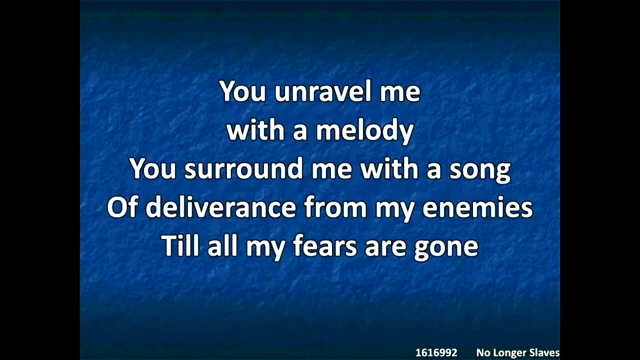 You unravel me
with a melody
You surround me with a song
Of deliverance from my enemies
Till all my fears are gone
1616992 No Longer Slaves